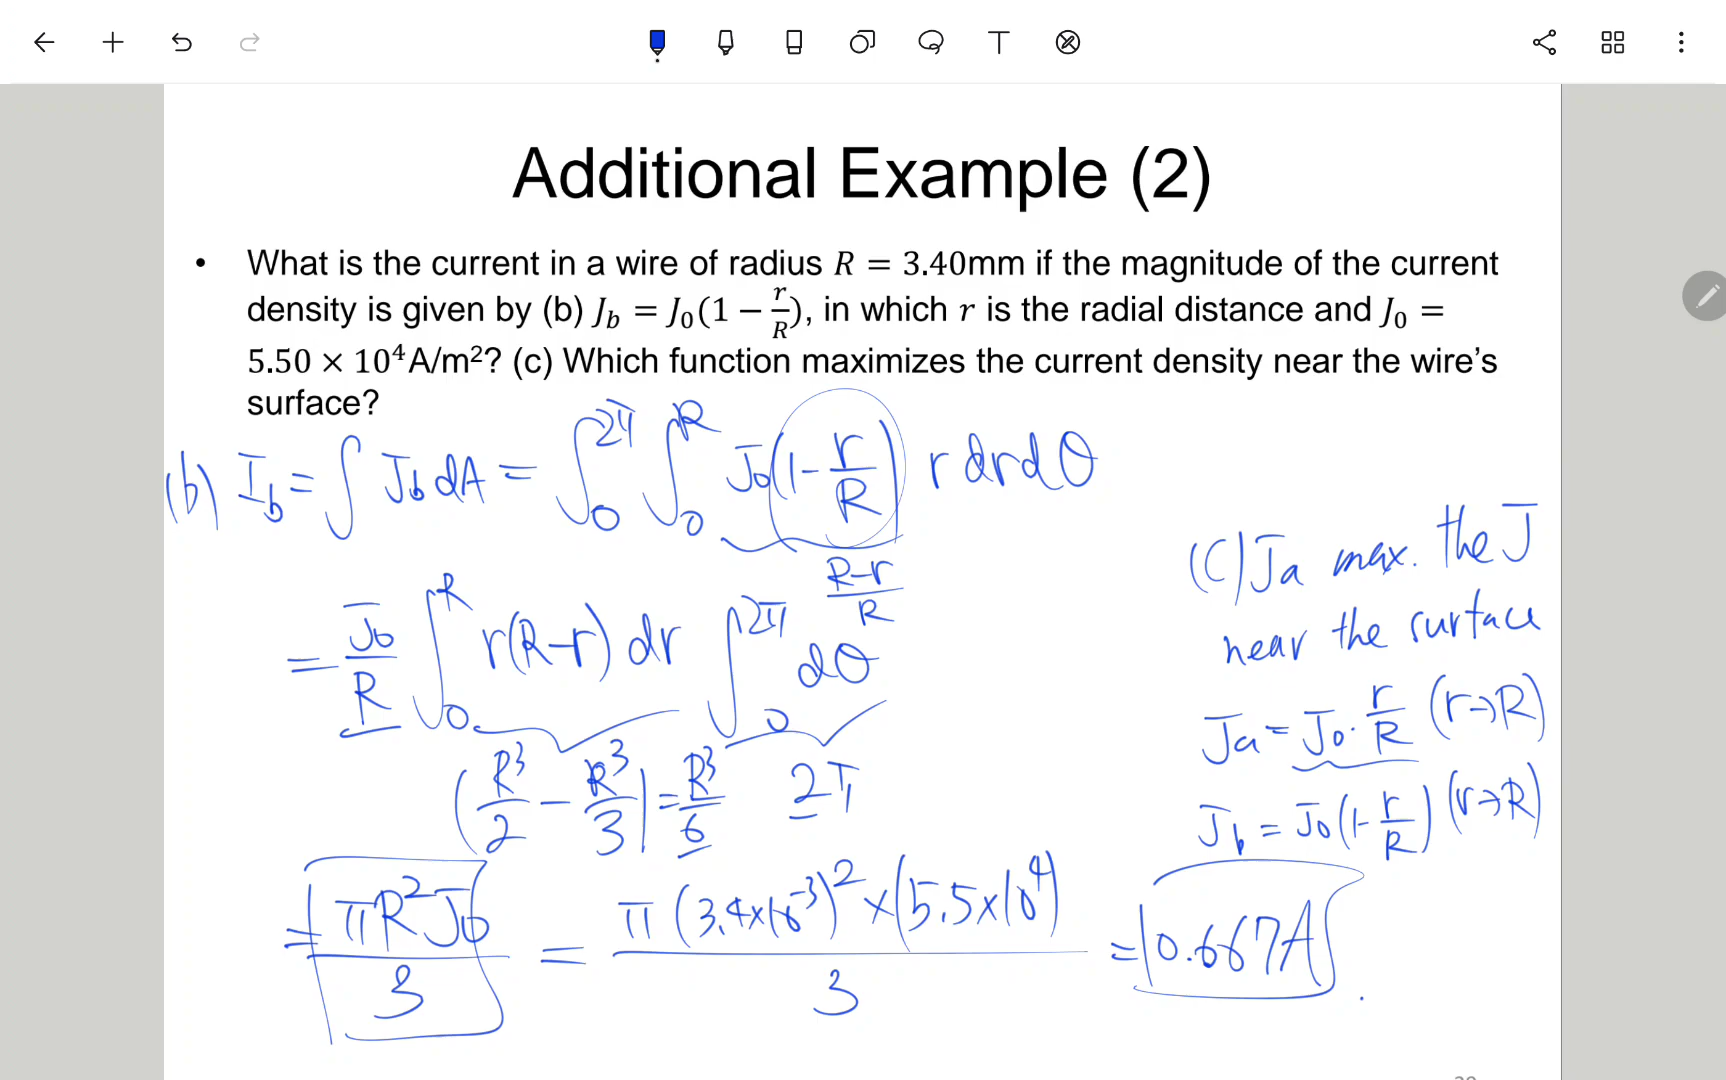 Additional Example (2)
• What is the current in a wire of radius R = 3.40mm if the magnitude of the current
density is given by (b) J_b = J_0(1 − r/R), in which r is the radial distance and J_0 =
5.50 × 10⁴A/m²? (c) Which function maximizes the current density near the wire's
surface?
(b) I_b = ∫ J_b dA = ∫_0^2π ∫_0^R J_0(1 - r/R) r dr dθ
R-r/R
= J_0/R ∫_0^R r(R-r) dr ∫_0^2π dθ
(R³/2 - R³/3) = R³/6 2π
= πR²J_0/3 = π(3.4×10⁻³)²×(5.5×10⁴)/3 = 0.667A
(C) Ja max. the J
near the surface
Ja = J_0 · r/R (r→R)
J_b = J_0(1 - r/R) (r→R)